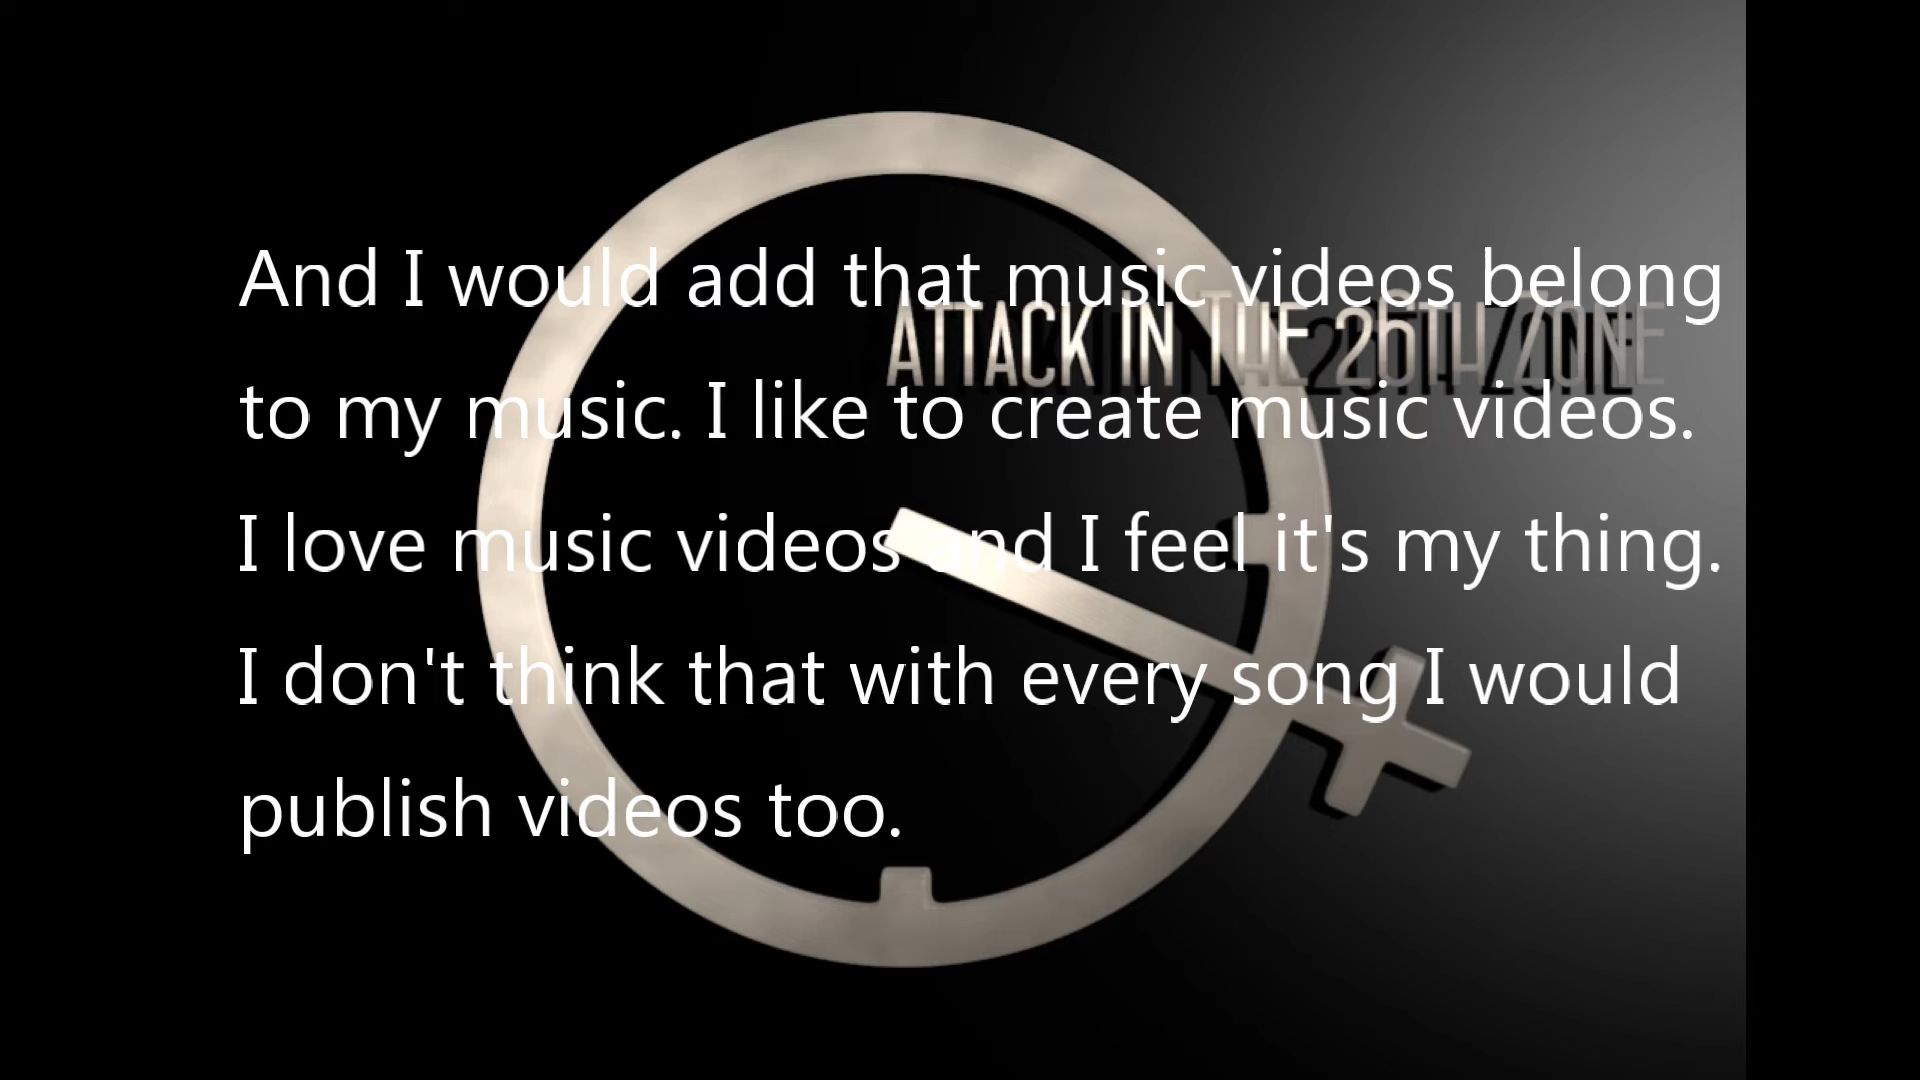 And I would add that music videos belong
ATTACK IN THE 26TH ZONE
to my music. I like to create music videos.
I love music videos and I feel it's my thing.
I don't think that with every song I would
publish videos too.